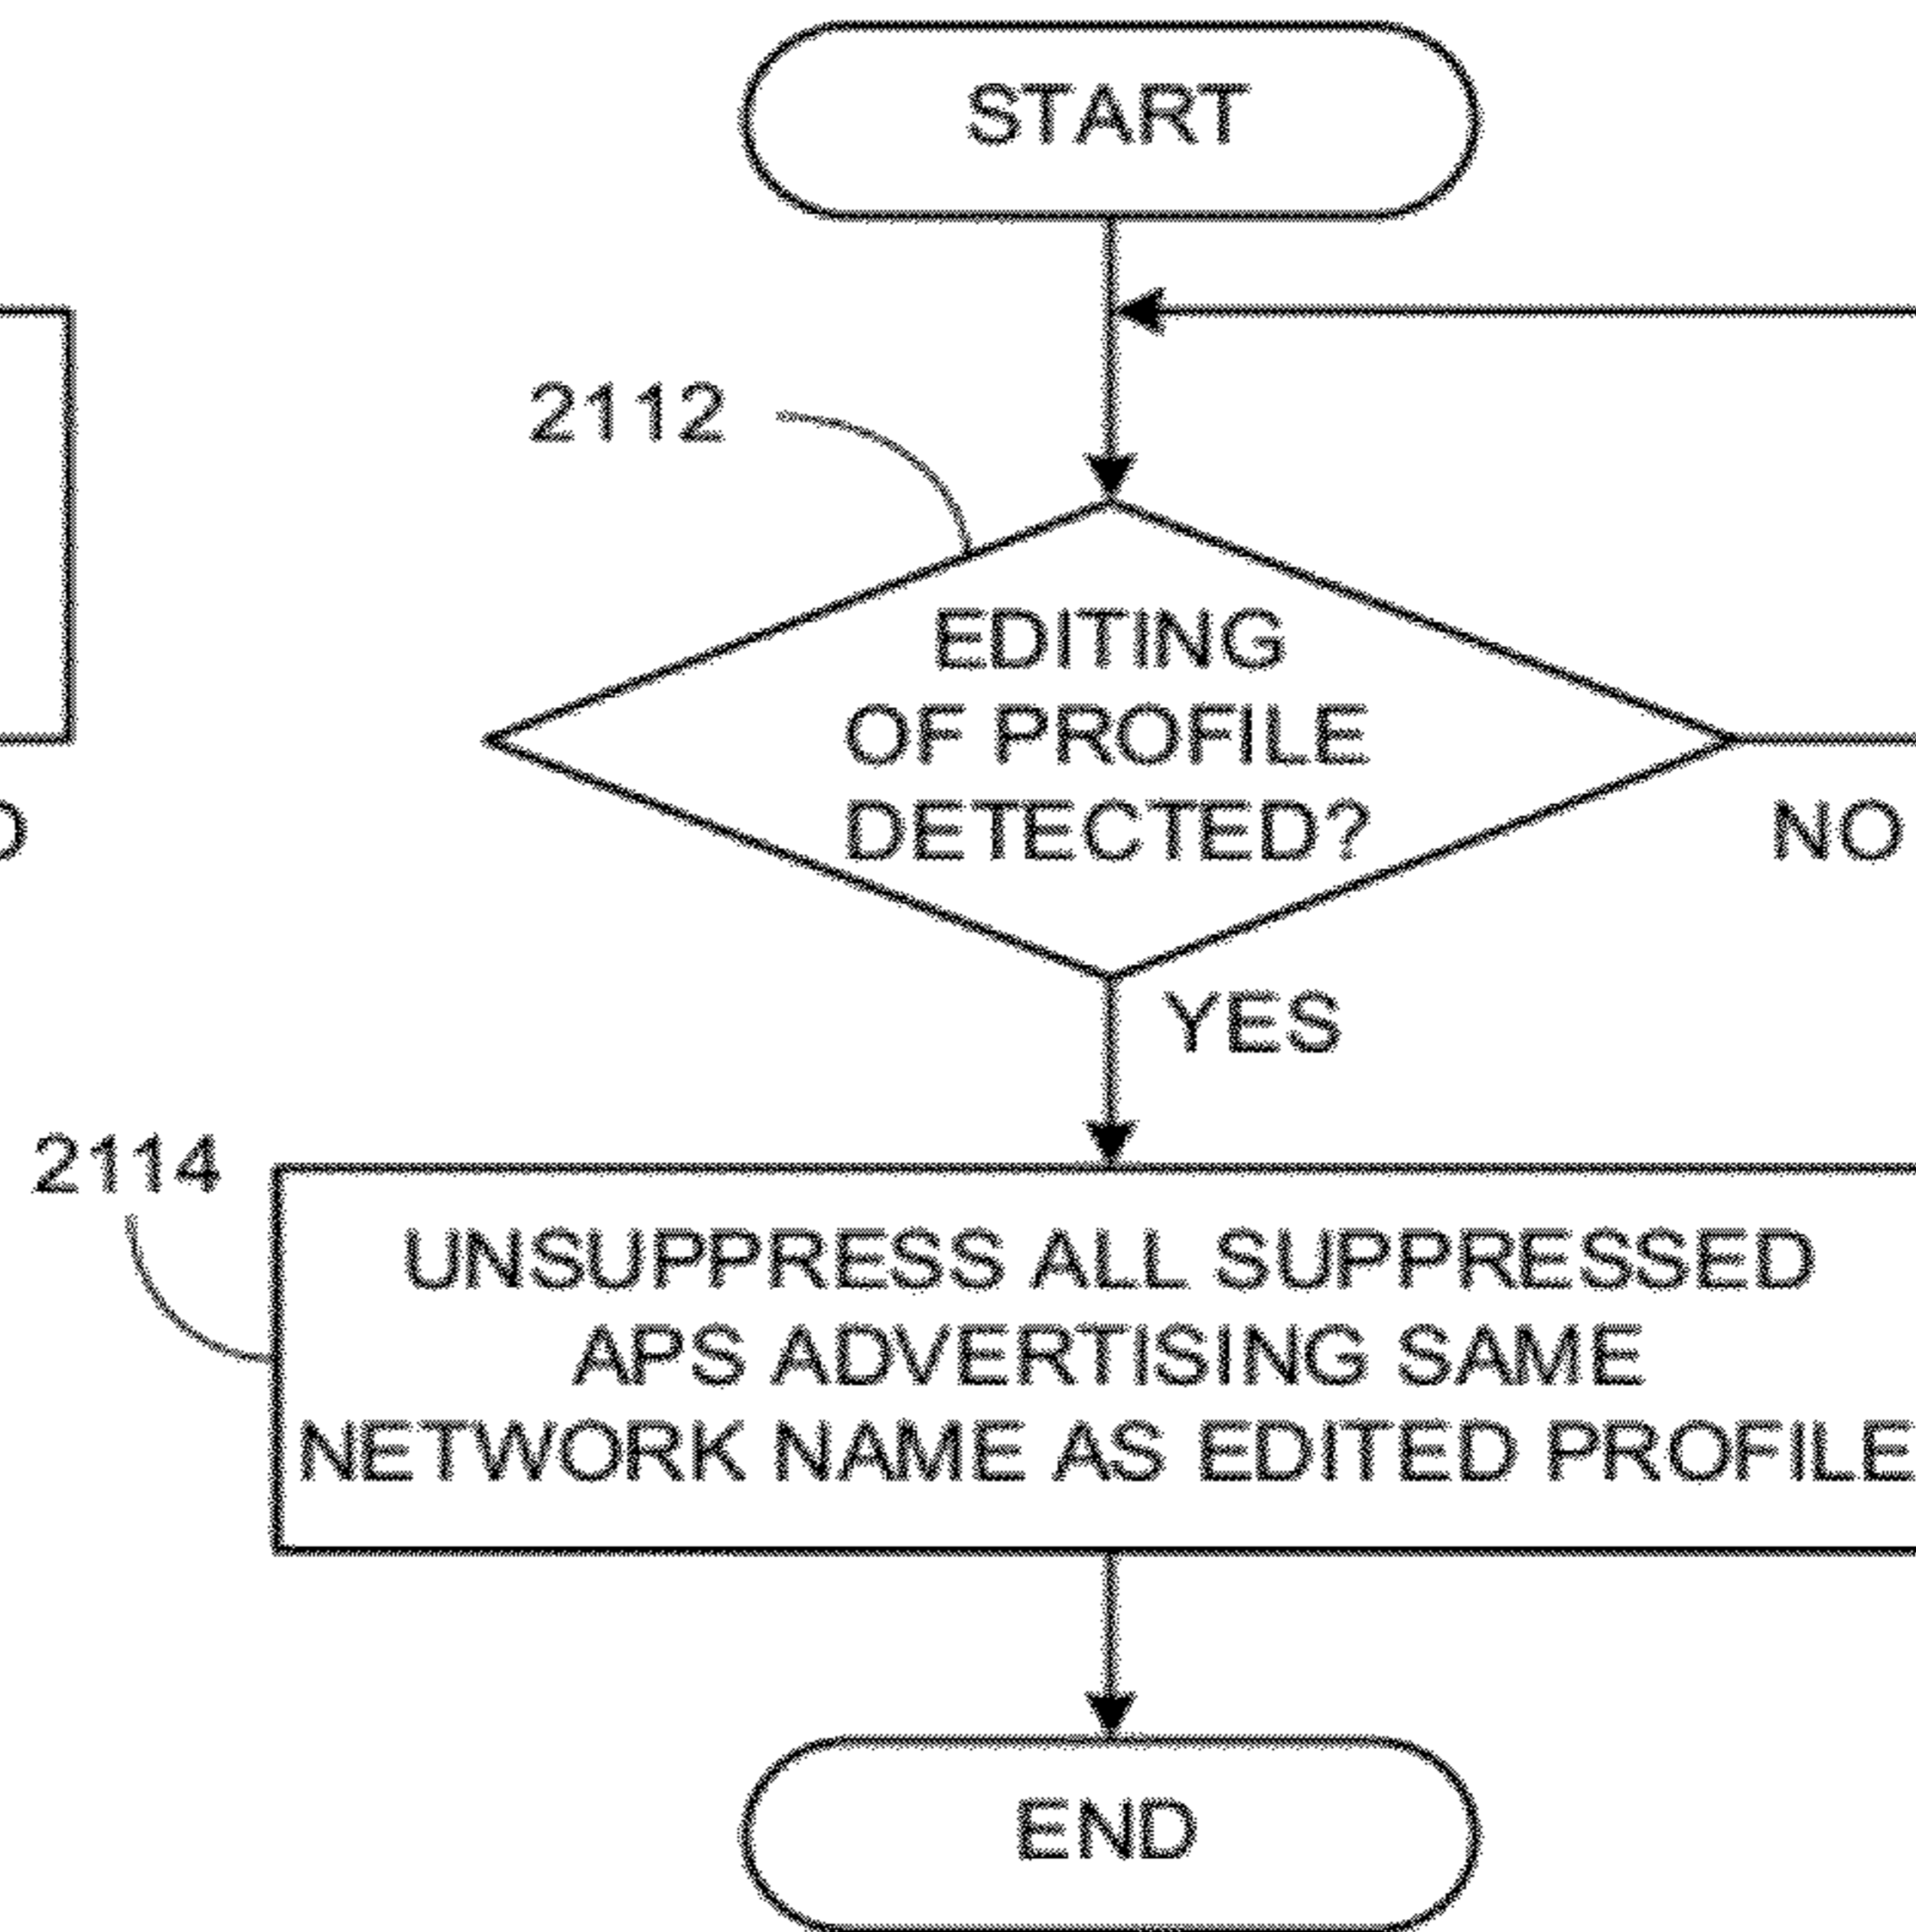 START
2112
EDITING
OF PROFILE
DETECTED?
NO
YES
2114
UNSUPPRESS ALL SUPPRESSED
APS ADVERTISING SAME
NETWORK NAME AS EDITED PROFILE
END